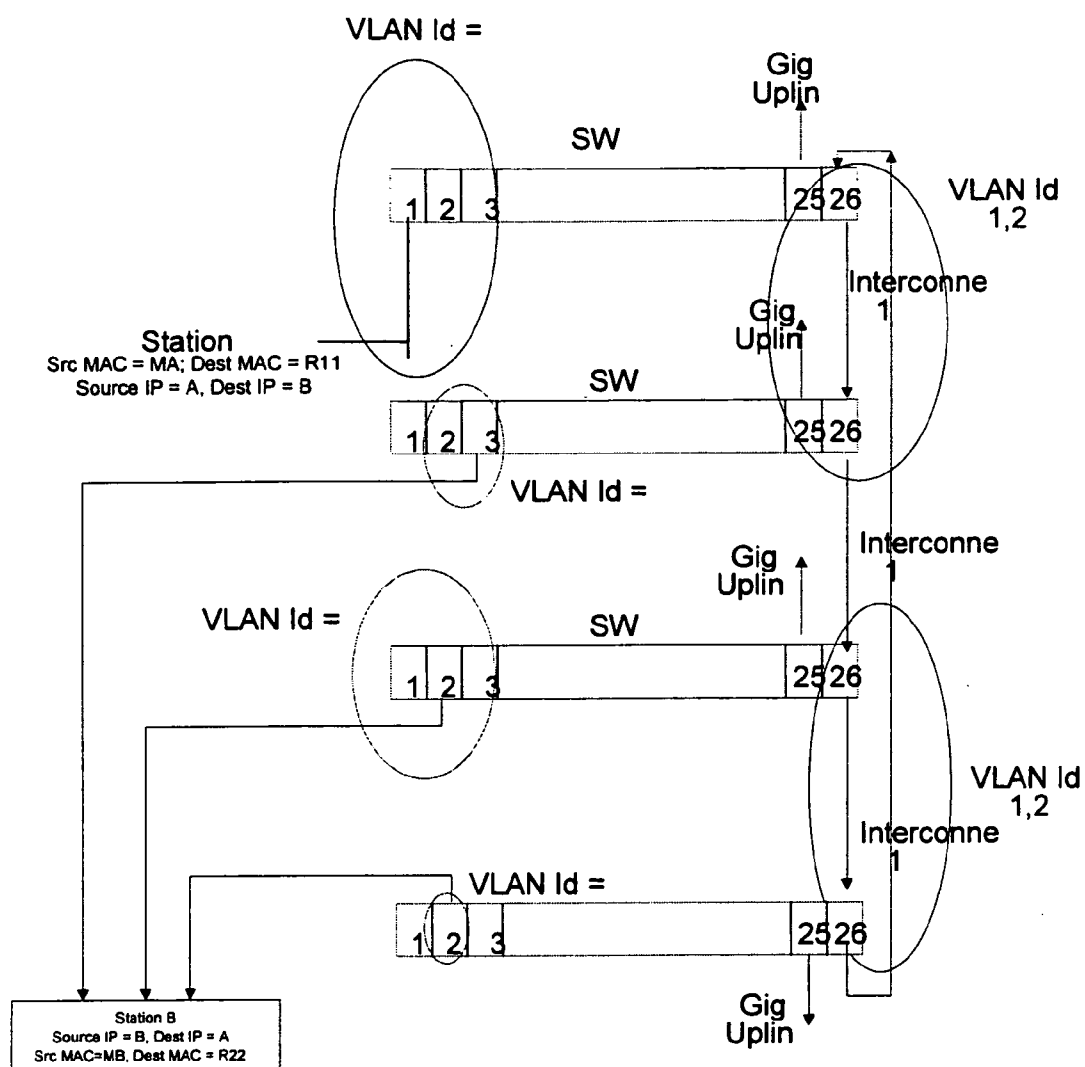 VLAN Id =
Gig
Uplin
SW
1 2 3 25 26
VLAN Id
1,2
Interconne
1
Gig
Uplin
Station
Src MAC = MA; Dest MAC = R11
Source IP = A, Dest IP = B
SW
1 2 3 25 26
VLAN Id =
Interconne
1
Gig
Uplin
VLAN Id =
SW
1 2 3 25 26
VLAN Id
1,2
Interconne
1
VLAN Id =
1 2 3 25 26
Gig
Uplin
Station B
Source IP = B, Dest IP = A
Src MAC=MB, Dest MAC = R22